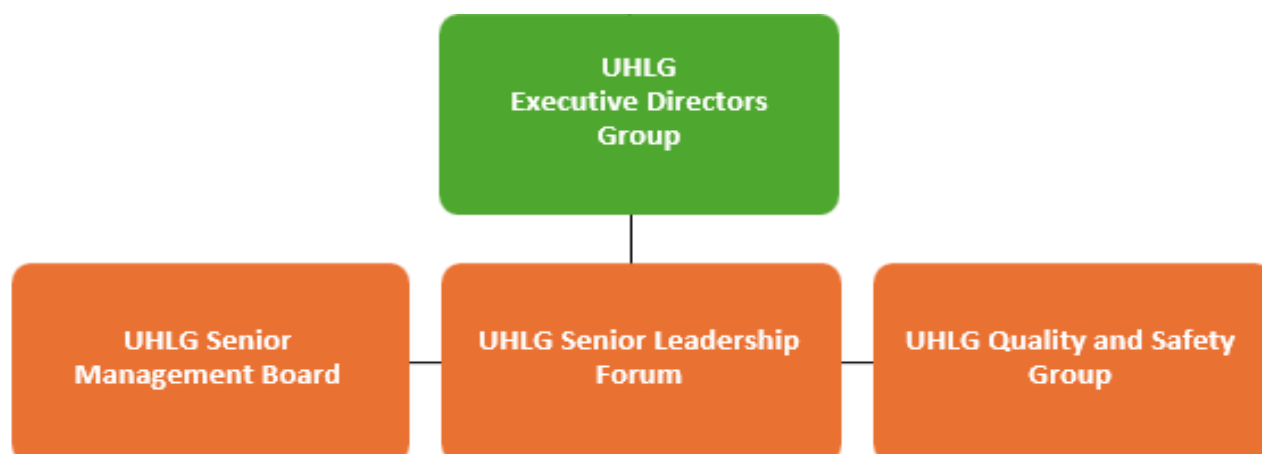 UHLG
Executive Directors
Group
UHLG Senior
Management Board
UHLG Senior Leadership
Forum
UHLG Quality and Safety
Group